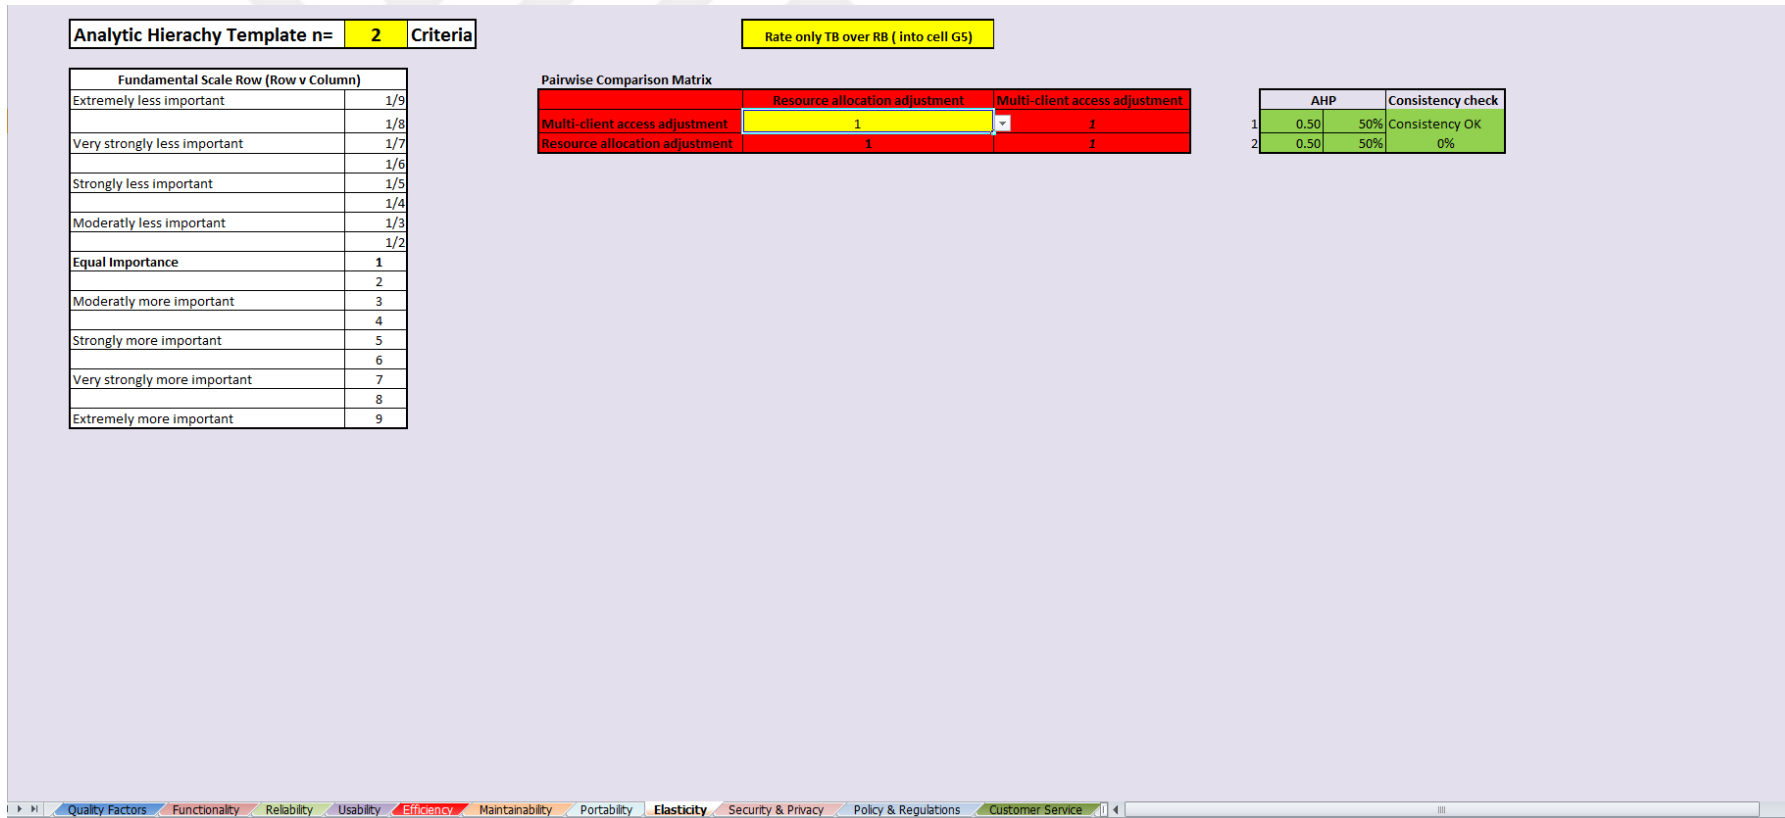 Analytic Hierachy Template n= 2 Criteria
Rate only TB over RB ( into cell G5)
Fundamental Scale Row (Row v Column)
Extremely less important 1/9
1/8
Very strongly less important 1/7
1/6
Strongly less important 1/5
1/4
Moderatly less important 1/3
1/2
Equal Importance 1
2
Moderatly more important 3
4
Strongly more important 5
6
Very strongly more important 7
8
Extremely more important 9
Pairwise Comparison Matrix
Resource allocation adjustment Multi-client access adjustment
Multi-client access adjustment 1 1
Resource allocation adjustment 1 1
AHP Consistency check
1 0.50 50% Consistency OK
2 0.50 50% 0%
Quality Factors Functionality Reliability Usability Efficiency Maintainability Portability Elasticity Security & Privacy Policy & Regulations Customer Service